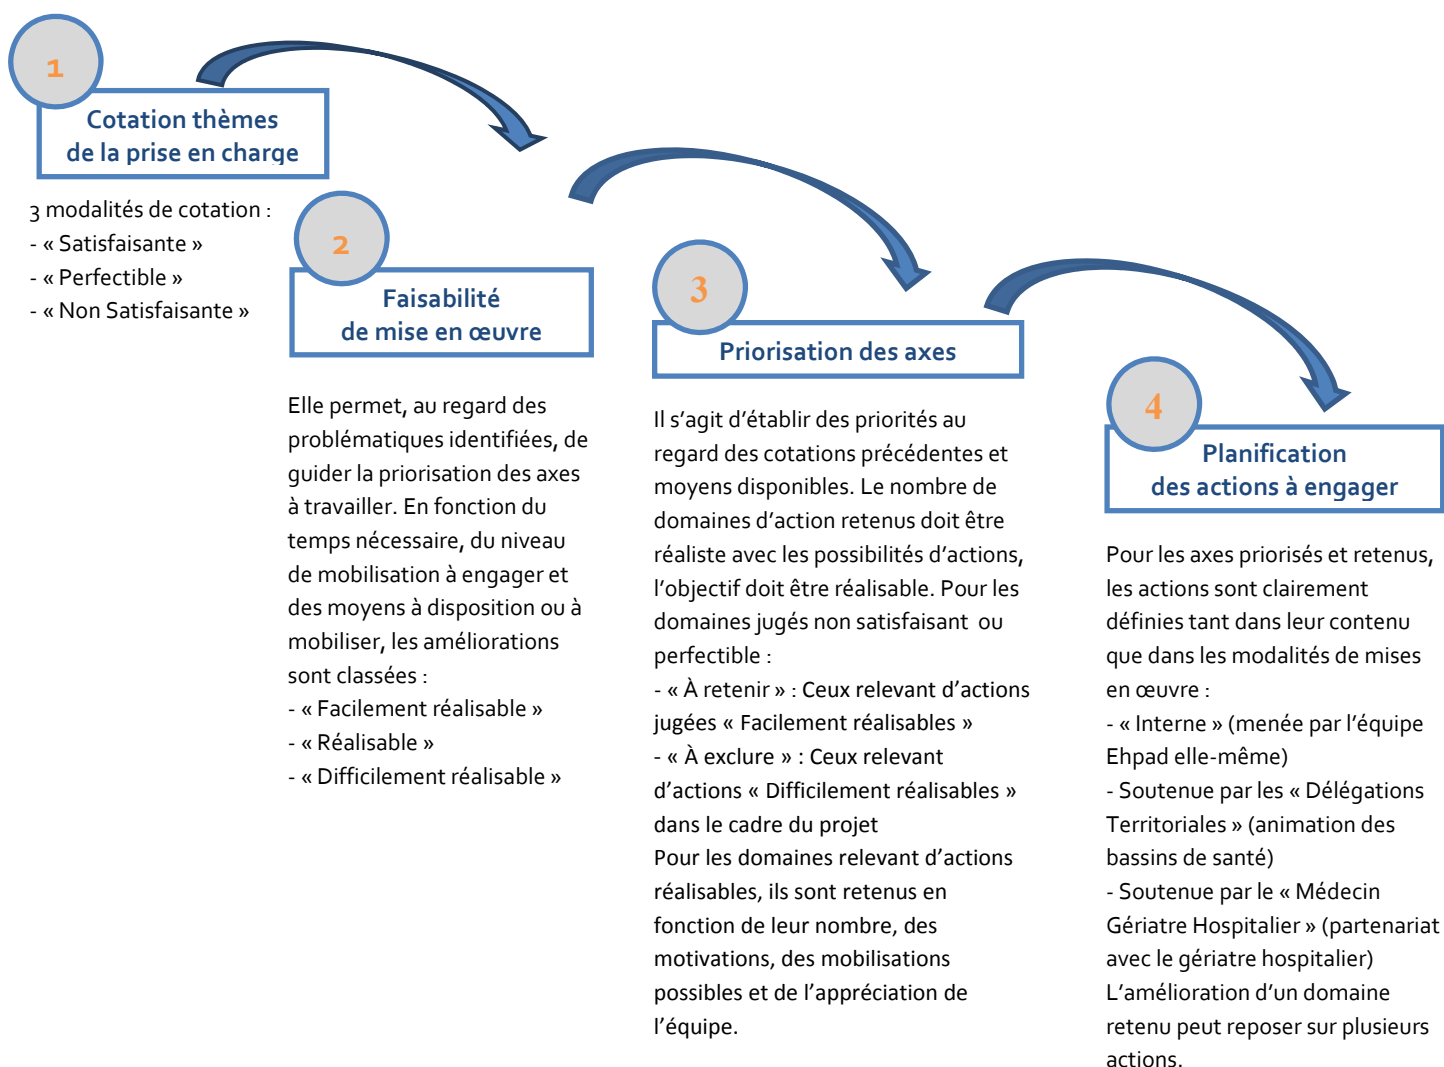 1
Cotation thèmes
de la prise en charge
3 modalités de cotation :
- « Satisfaisante »
- « Perfectible »
- « Non Satisfaisante »
2
Faisabilité
de mise en œuvre
Elle permet, au regard des
problématiques identifiées, de
guider la priorisation des axes
à travailler. En fonction du
temps nécessaire, du niveau
de mobilisation à engager et
des moyens à disposition ou à
mobiliser, les améliorations
sont classées :
- « Facilement réalisable »
- « Réalisable »
- « Difficilement réalisable »
3
Priorisation des axes
Il s’agit d’établir des priorités au
regard des cotations précédentes et
moyens disponibles. Le nombre de
domaines d’action retenus doit être
réaliste avec les possibilités d’actions,
l’objectif doit être réalisable. Pour les
domaines jugés non satisfaisant  ou
perfectible :
- « À retenir » : Ceux relevant d’actions
jugées « Facilement réalisables »
- « À exclure » : Ceux relevant
d’actions « Difficilement réalisables »
dans le cadre du projet
Pour les domaines relevant d’actions
réalisables, ils sont retenus en
fonction de leur nombre, des
motivations, des mobilisations
possibles et de l’appréciation de
l’équipe.
4
Planification
des actions à engager
Pour les axes priorisés et retenus,
les actions sont clairement
définies tant dans leur contenu
que dans les modalités de mises
en œuvre :
- « Interne » (menée par l’équipe
Ehpad elle-même)
- Soutenue par les « Délégations
Territoriales » (animation des
bassins de santé)
- Soutenue par le « Médecin
Gériatre Hospitalier » (partenariat
avec le gériatre hospitalier)
L’amélioration d’un domaine
retenu peut reposer sur plusieurs
actions.